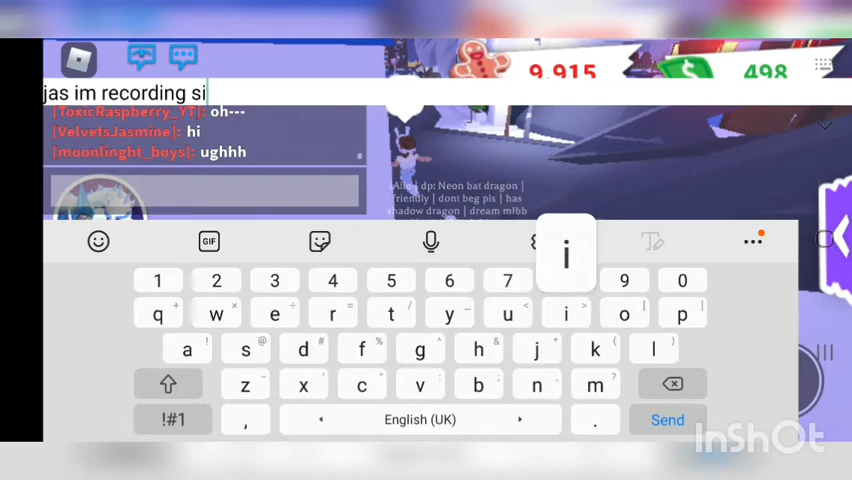 9,915
498
jas im recording si
[ToxicRaspberry_YT]: oh---
[VelvetsJasmine]: hi
[moonlinght_boys]: ughhh
Alle | dp: Neon bat dragon |
friendly | dont beg pls | has
shadow dragon | dream mlbb
GIF
i
1 2 3 4 5 6 7 9 0
q w e r t y u i o p
a s d f g h j k l
z x c v b n m
!#1 , English (UK) . Send
InShOt